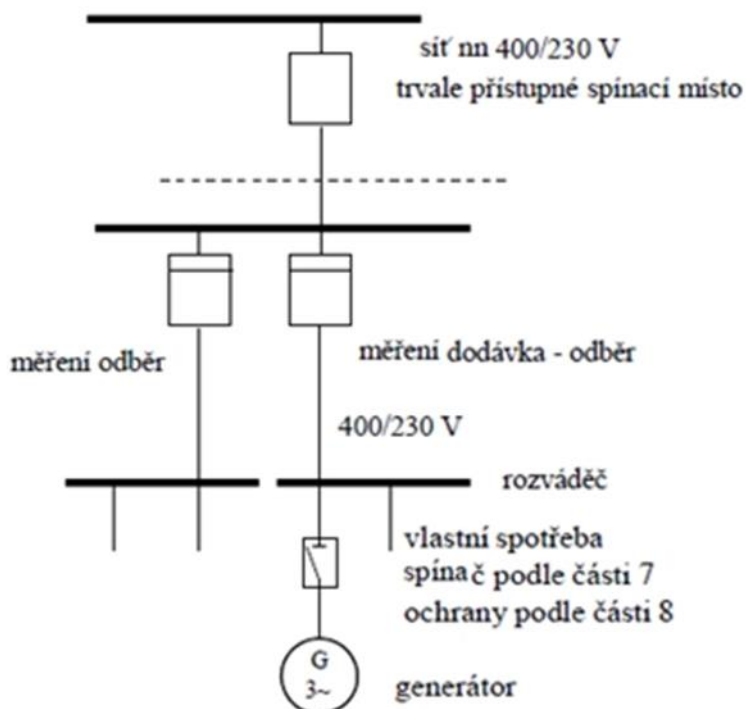 síť nn 400/230 V
trvale přístupné spínací místo
měření odběr
měření dodávka - odběr
400/230 V
rozváděč
vlastní spotřeba
spínač podle části 7
ochrany podle části 8
G
3~
generátor